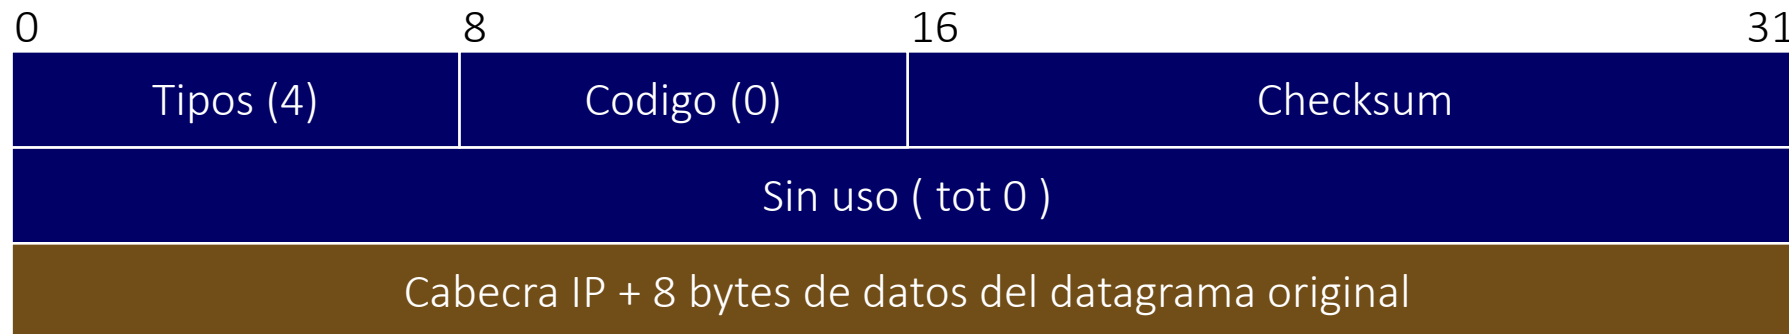 0 8 16 31
Tipos (4) Codigo (0) Checksum
Sin uso ( tot 0 )
Cabecra IP + 8 bytes de datos del datagrama original